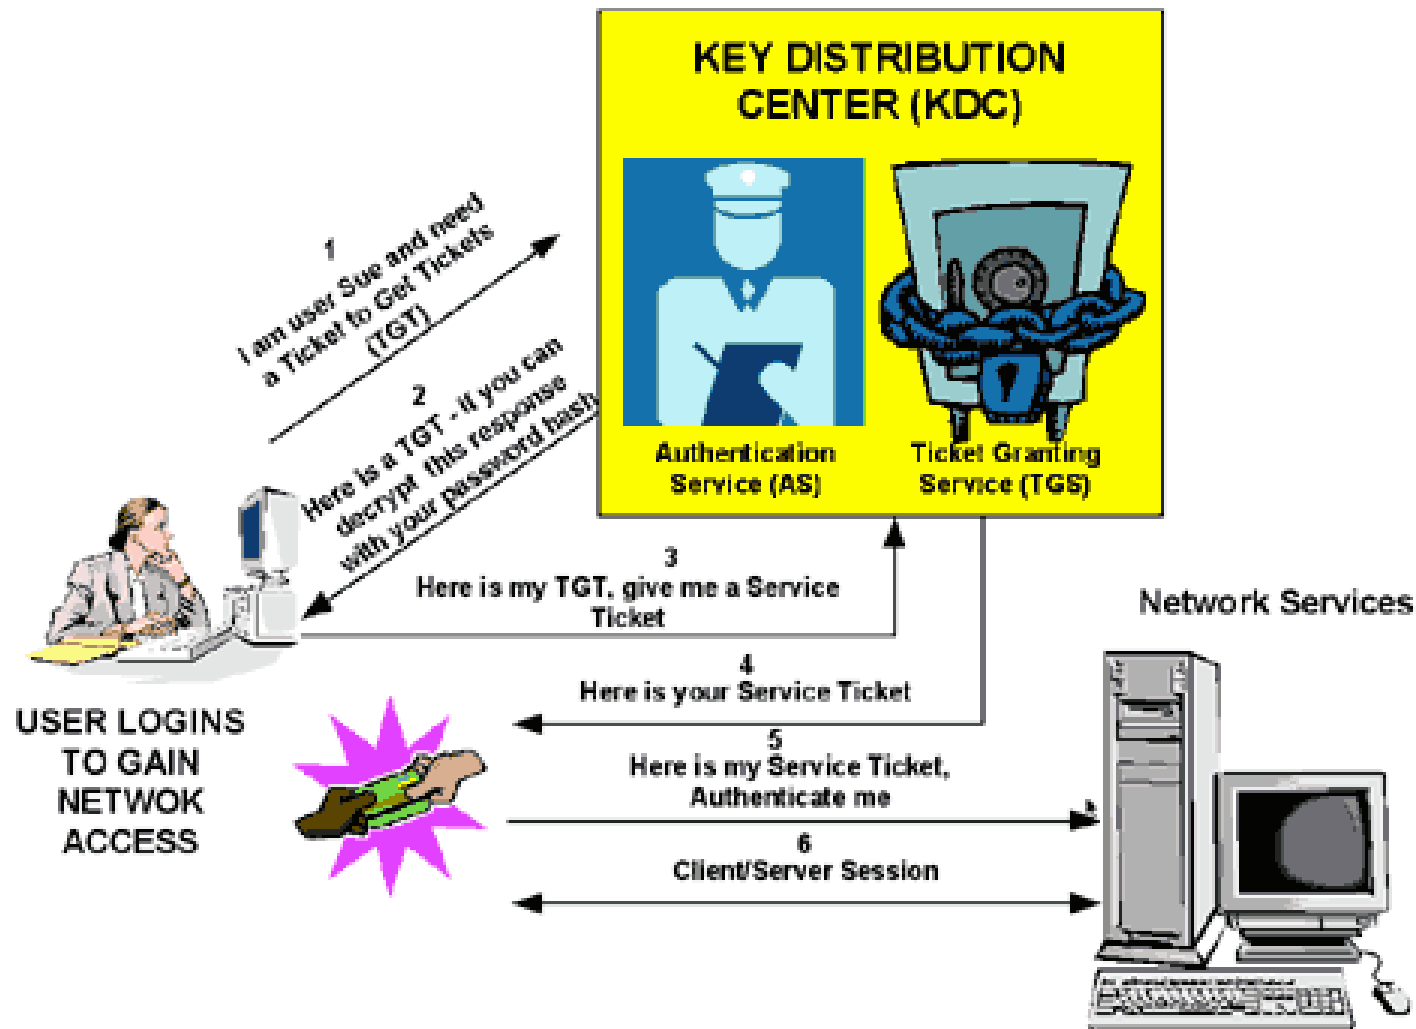 KEY DISTRIBUTION
CENTER (KDC)
Authentication
Service (AS)
Ticket Granting
Service (TGS)
1
I am user Sue and need
a Ticket to Get Tickets
(TGT)
2
Here is a TGT - if you can
decrypt this response
with your password hash
3
Here is my TGT, give me a Service
Ticket
Network Services
4
Here is your Service Ticket
USER LOGINS
TO GAIN
NETWOK
ACCESS
5
Here is my Service Ticket,
Authenticate me
6
Client/Server Session